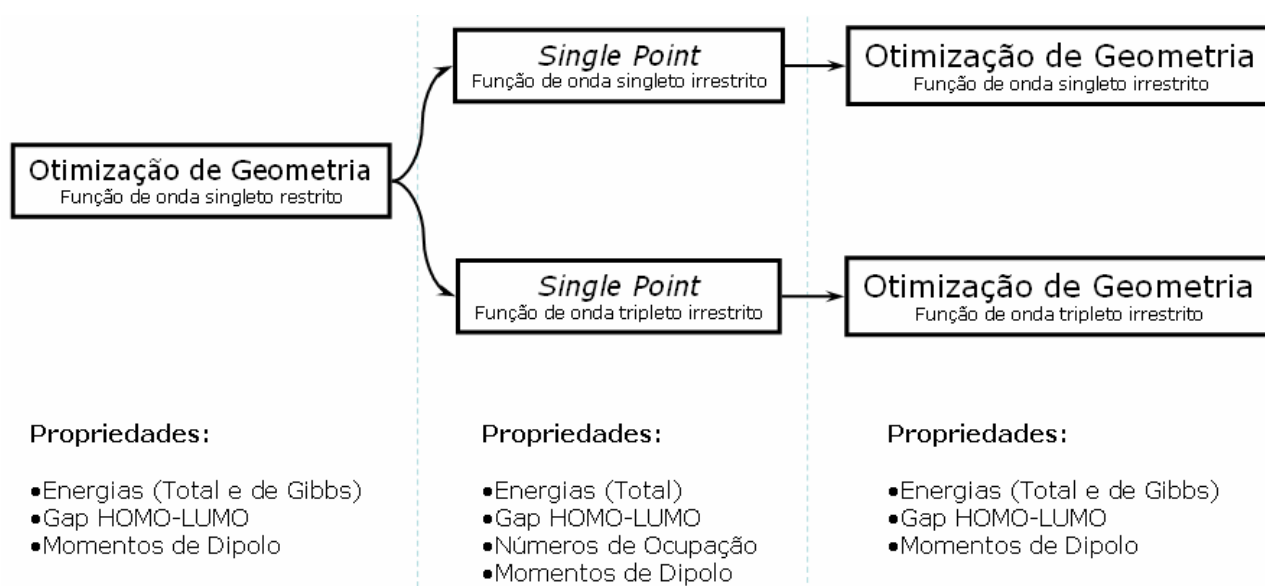 Otimização de Geometria
Função de onda singleto restrito
Single Point
Função de onda singleto irrestrito
Otimização de Geometria
Função de onda singleto irrestrito
Single Point
Função de onda tripleto irrestrito
Otimização de Geometria
Função de onda tripleto irrestrito
Propriedades:
•Energias (Total e de Gibbs)
•Gap HOMO-LUMO
•Momentos de Dipolo
Propriedades:
•Energias (Total)
•Gap HOMO-LUMO
•Números de Ocupação
•Momentos de Dipolo
Propriedades:
•Energias (Total e de Gibbs)
•Gap HOMO-LUMO
•Momentos de Dipolo